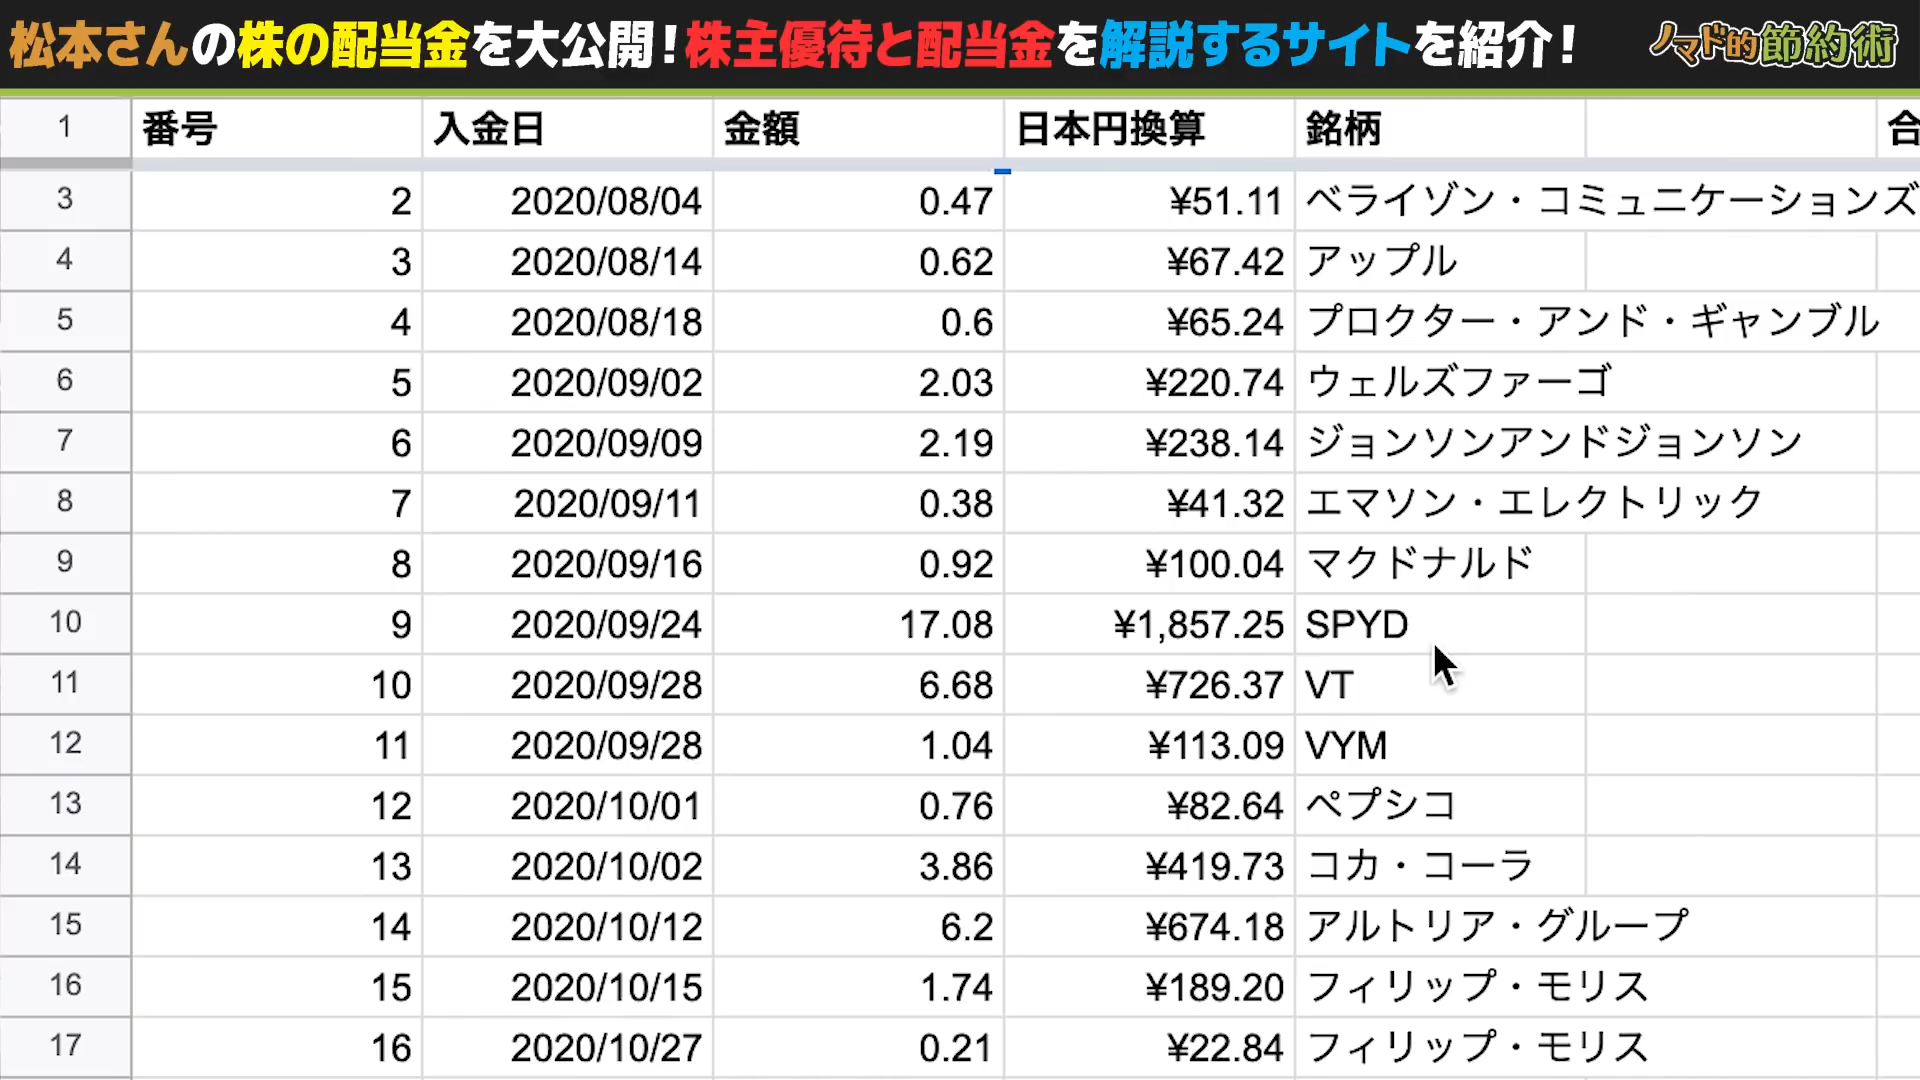 松本さんの株の配当金を大公開!株主優待と配当金を解説するサイトを紹介! ノマド的節約術
1 番号 入金日 金額 日本円換算 銘柄 合
3 2 2020/08/04 0.47 ¥51.11 ベライゾン・コミュニケーションズ
4 3 2020/08/14 0.62 ¥67.42 アップル
5 4 2020/08/18 0.6 ¥65.24 プロクター・アンド・ギャンブル
6 5 2020/09/02 2.03 ¥220.74 ウェルズファーゴ
7 6 2020/09/09 2.19 ¥238.14 ジョンソンアンドジョンソン
8 7 2020/09/11 0.38 ¥41.32 エマソン・エレクトリック
9 8 2020/09/16 0.92 ¥100.04 マクドナルド
10 9 2020/09/24 17.08 ¥1,857.25 SPYD
11 10 2020/09/28 6.68 ¥726.37 VT
12 11 2020/09/28 1.04 ¥113.09 VYM
13 12 2020/10/01 0.76 ¥82.64 ペプシコ
14 13 2020/10/02 3.86 ¥419.73 コカ・コーラ
15 14 2020/10/12 6.2 ¥674.18 アルトリア・グループ
16 15 2020/10/15 1.74 ¥189.20 フィリップ・モリス
17 16 2020/10/27 0.21 ¥22.84 フィリップ・モリス